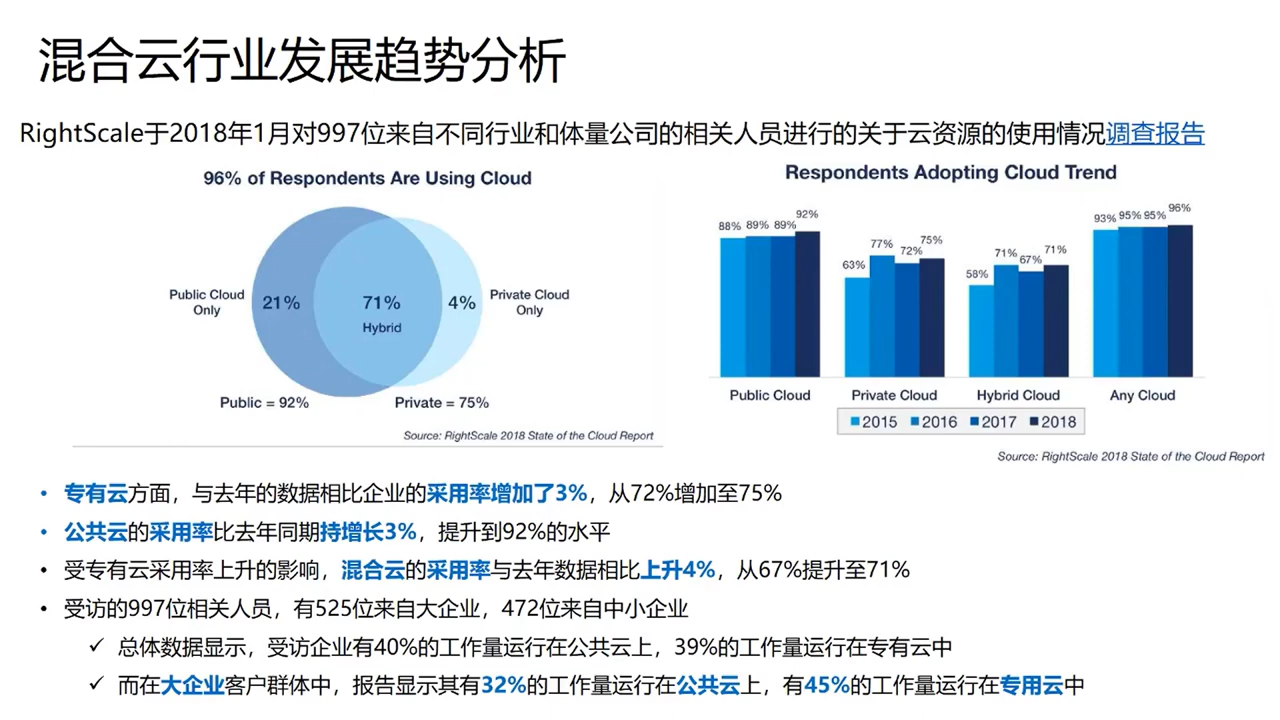 混合云行业发展趋势分析
RightScale于2018年1月对997位来自不同行业和体量公司的相关人员进行的关于云资源的使用情况调查报告
96% of Respondents Are Using Cloud
Public Cloud
Only
21%
71%
Hybrid
4%
Private Cloud
Only
Public = 92%
Private = 75%
Source: RightScale 2018 State of the Cloud Report
Respondents Adopting Cloud Trend
88% 89% 89% 92%
63% 77% 72% 75%
58% 71% 67% 71%
93% 95% 95% 96%
Public Cloud
Private Cloud
Hybrid Cloud
Any Cloud
2015 2016 2017 2018
Source: RightScale 2018 State of the Cloud Report
• 专有云方面，与去年的数据相比企业的采用率增加了3%，从72%增加至75%
• 公共云的采用率比去年同期持增长3%，提升到92%的水平
• 受专有云采用率上升的影响，混合云的采用率与去年数据相比上升4%，从67%提升至71%
• 受访的997位相关人员，有525位来自大企业，472位来自中小企业
✓ 总体数据显示，受访企业有40%的工作量运行在公共云上，39%的工作量运行在专有云中
✓ 而在大企业客户群体中，报告显示其有32%的工作量运行在公共云上，有45%的工作量运行在专用云中